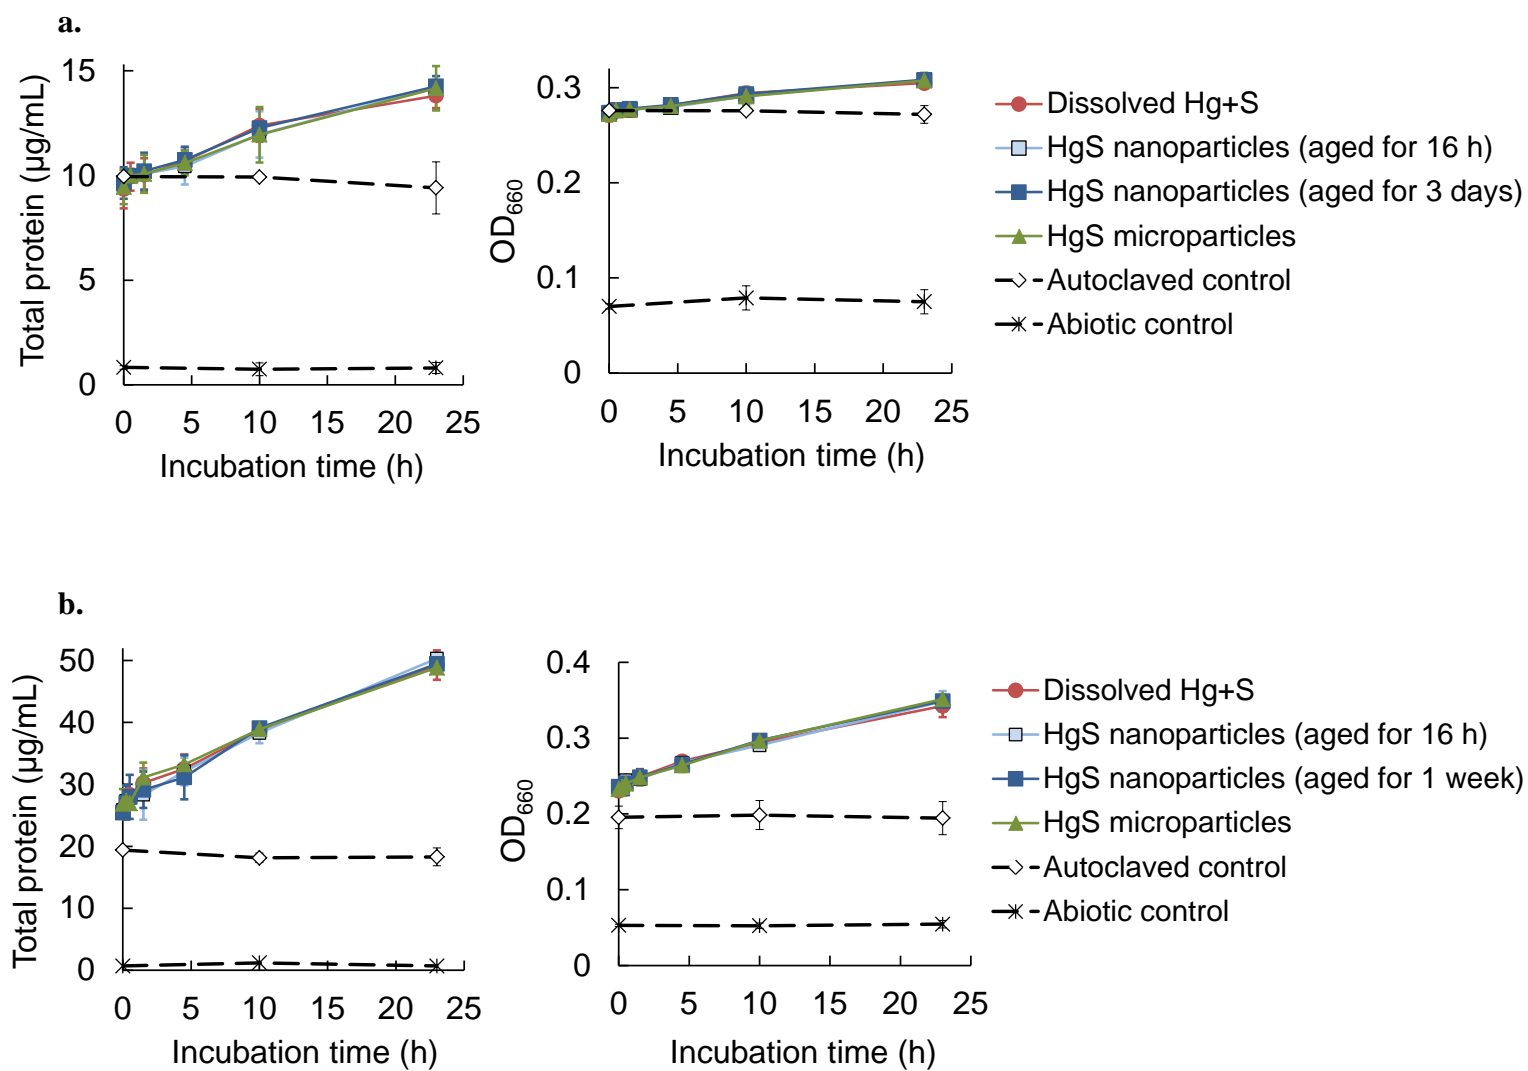 a.
Total protein (µg/mL)
15
10
5
0
0 5 10 15 20 25
Incubation time (h)
OD660
0.3
0.2
0.1
0
0 5 10 15 20 25
Incubation time (h)
Dissolved Hg+S
HgS nanoparticles (aged for 16 h)
HgS nanoparticles (aged for 3 days)
HgS microparticles
Autoclaved control
Abiotic control
b.
Total protein (µg/mL)
50
40
30
20
10
0
0 5 10 15 20 25
Incubation time (h)
OD660
0.4
0.3
0.2
0.1
0
0 5 10 15 20 25
Incubation time (h)
Dissolved Hg+S
HgS nanoparticles (aged for 16 h)
HgS nanoparticles (aged for 1 week)
HgS microparticles
Autoclaved control
Abiotic control